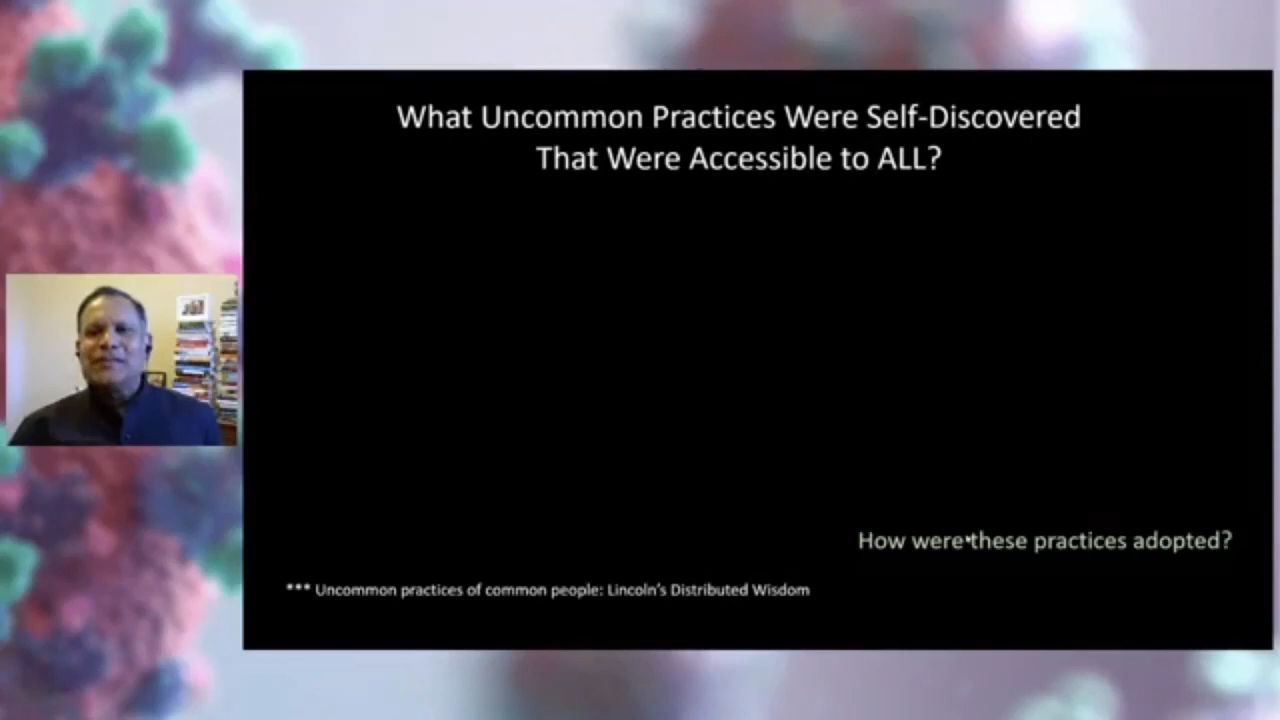 What Uncommon Practices Were Self-Discovered
That Were Accessible to ALL?
How were these practices adopted?
*** Uncommon practices of common people: Lincoln's Distributed Wisdom